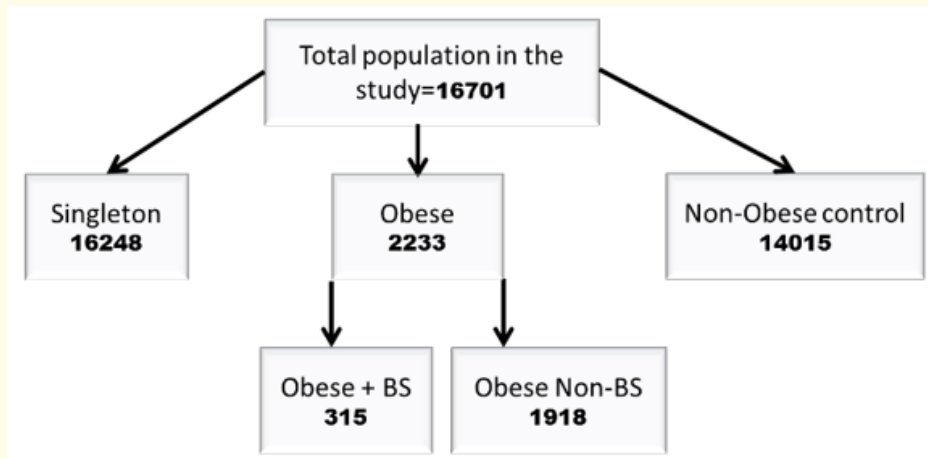 Total population in the
study=16701
Singleton
16248
Obese
2233
Non-Obese control
14015
Obese + BS
315
Obese Non-BS
1918